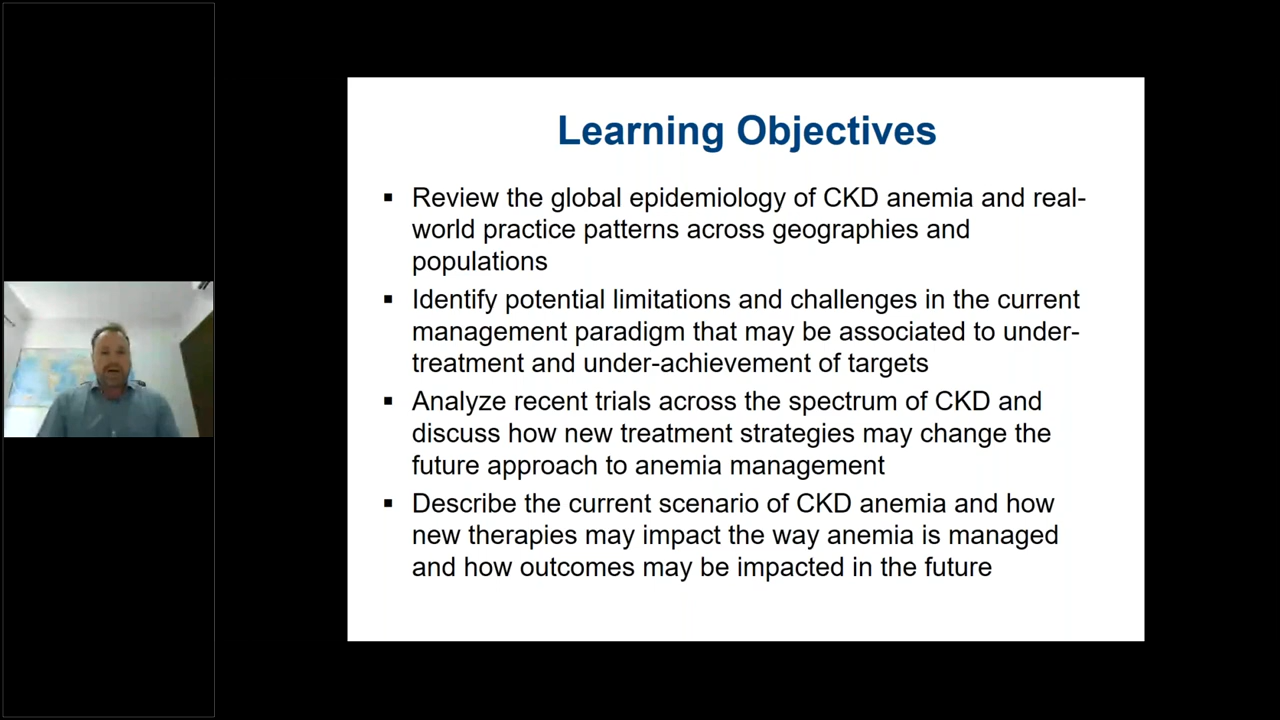 Learning Objectives
▪ Review the global epidemiology of CKD anemia and real-
world practice patterns across geographies and
populations
▪ Identify potential limitations and challenges in the current
management paradigm that may be associated to under-
treatment and under-achievement of targets
▪ Analyze recent trials across the spectrum of CKD and
discuss how new treatment strategies may change the
future approach to anemia management
▪ Describe the current scenario of CKD anemia and how
new therapies may impact the way anemia is managed
and how outcomes may be impacted in the future